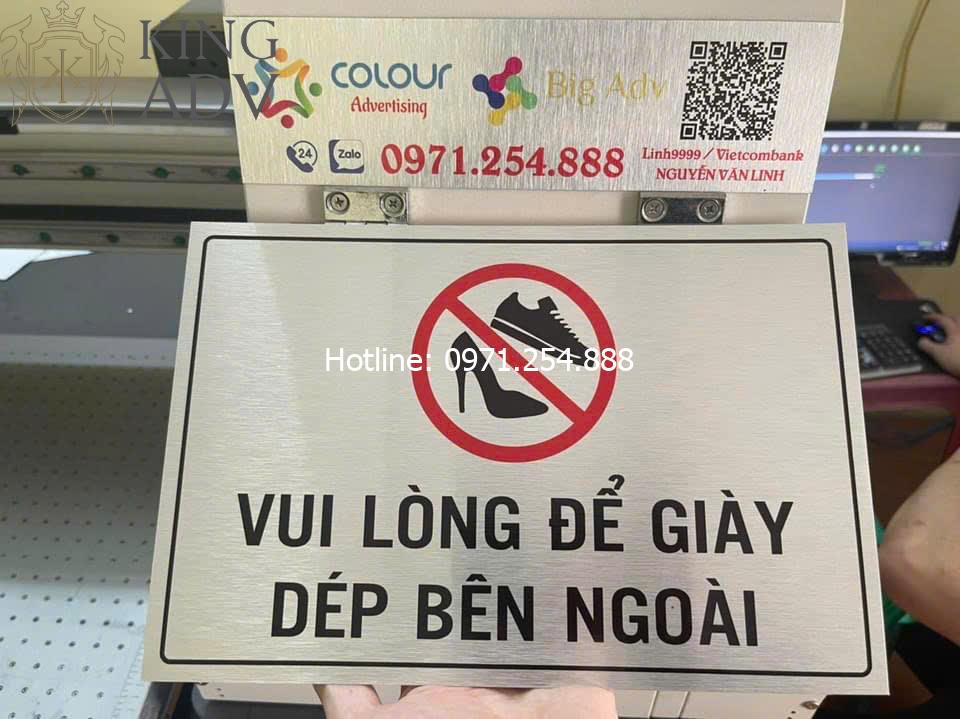 KING
ADV
COLOUR
Advertising
Big Adv
24
Zalo
0971.254.888
Linh9999 / Vietcombank
NGUYỄN VĂN LINH
Hotline: 0971.254.888
VUI LÒNG ĐỂ GIÀY
DÉP BÊN NGOÀI